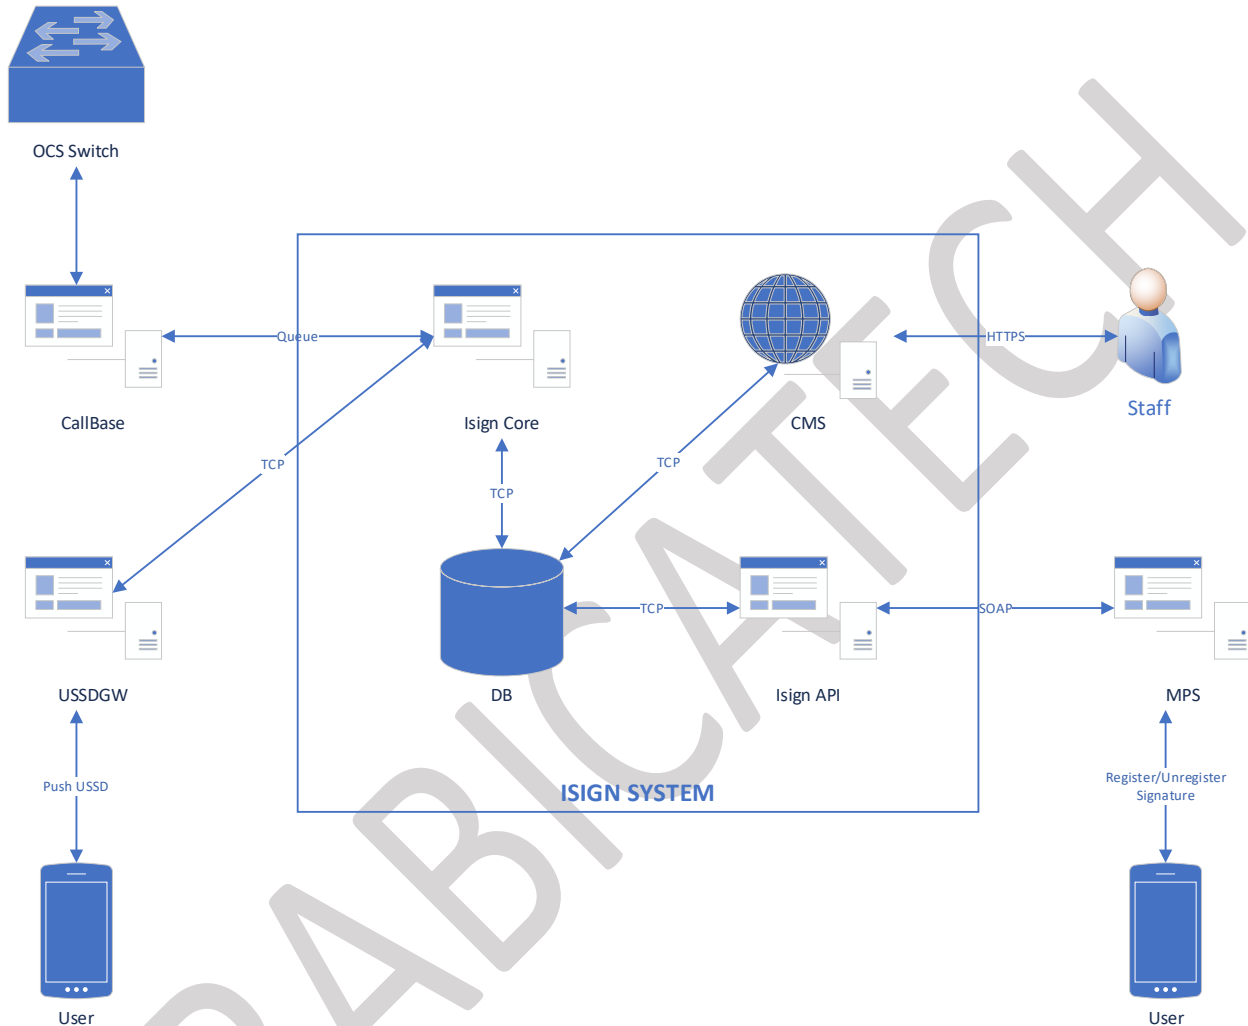 OCS Switch
Queue
HTTPS
Staff
CallBase
Isign Core
CMS
TCP
TCP
TCP
TCP
SOAP
USSDGW
DB
Isign API
MPS
Push USSD
Register/Unregister
Signature
ISIGN SYSTEM
User
User
RABICATECH